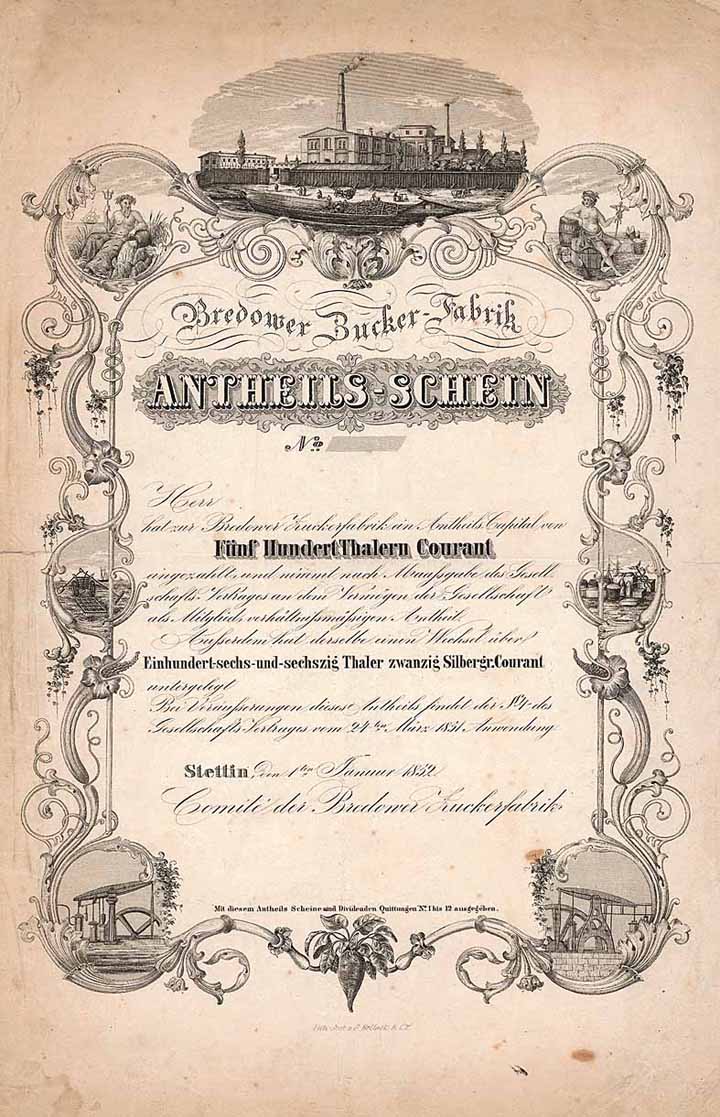 Bredower Zucker-Fabrik
ANTHEILS-SCHEIN
No.
Herr
hat zur Bredower Zuckerfabrik ein Antheils Capital von
Fünf Hundert Thalern Courant
eingezahlt und nimmt nach Maassgabe des Gesell-
schafts-Vertrages an dem Vermögen der Gesellschaft
als Mitglied verhältnissmässigen Antheil.
Ausserdem hat derselbe einen Wechsel über
Einhundert-sechs-und-sechszig Thaler zwanzig Silbergr. Courant
untergelegt
Bei Veräusserungen dieses Antheils findet der des
Gesellschafts Vertrages vom 24ten März 1851 Anwendung
Stettin, den 1ten Januar 1852
Comité der Bredower Zuckerfabrik
Mit diesem Antheils Scheine sind Dividenden Quittungen No. 1 bis 12 ausgegeben.